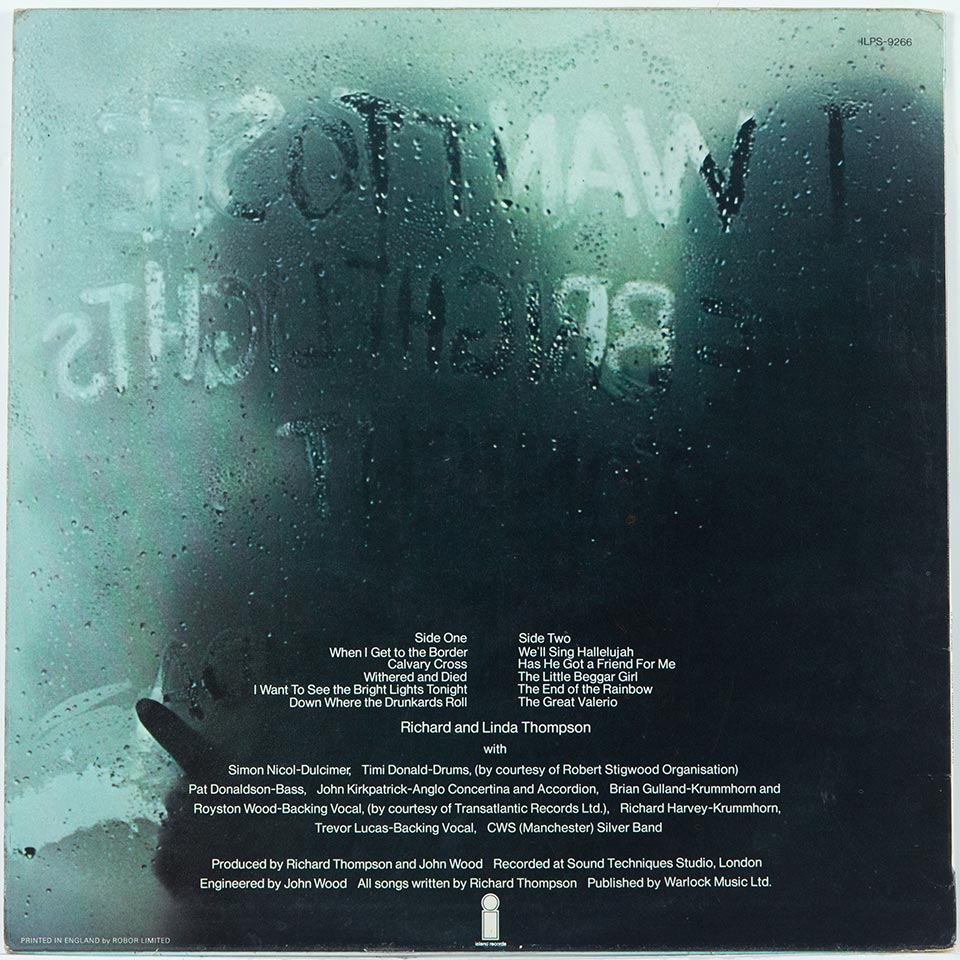 ILPS-9266
I WANT TO SEE
BRIGHT LIGHTS
Side One
When I Get to the Border
Calvary Cross
Withered and Died
I Want To See the Bright Lights Tonight
Down Where the Drunkards Roll
Side Two
We'll Sing Hallelujah
Has He Got a Friend For Me
The Little Beggar Girl
The End of the Rainbow
The Great Valerio
Richard and Linda Thompson
with
Simon Nicol-Dulcimer, Timi Donald-Drums, (by courtesy of Robert Stigwood Organisation)
Pat Donaldson-Bass, John Kirkpatrick-Anglo Concertina and Accordion, Brian Gulland-Krummhorn and
Royston Wood-Backing Vocal, (by courtesy of Transatlantic Records Ltd.), Richard Harvey-Krummhorn,
Trevor Lucas-Backing Vocal, CWS (Manchester) Silver Band
Produced by Richard Thompson and John Wood Recorded at Sound Techniques Studio, London
Engineered by John Wood All songs written by Richard Thompson Published by Warlock Music Ltd.
island records
PRINTED IN ENGLAND by ROBOR LIMITED